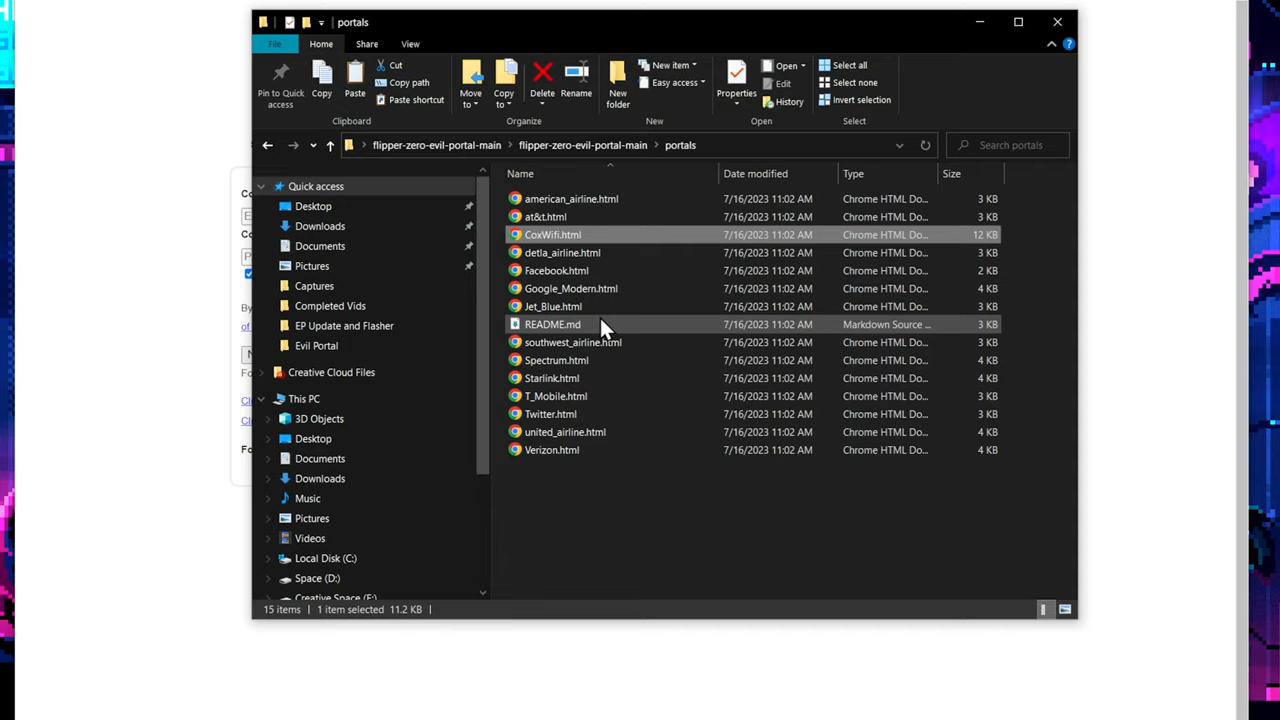 portals
File Home Share View
Pin to Quick access
Copy
Paste
Cut
Copy path
Paste shortcut
Clipboard
Move to
Copy to
Delete
Rename
Organize
New folder
New item
Easy access
New
Properties
Open
Edit
History
Open
Select all
Select none
Invert selection
Select
flipper-zero-evil-portal-main > flipper-zero-evil-portal-main > portals
Search portals
Quick access
Desktop
Downloads
Documents
Pictures
Captures
Completed Vids
EP Update and Flasher
Evil Portal
Creative Cloud Files
This PC
3D Objects
Desktop
Documents
Downloads
Music
Pictures
Videos
Local Disk (C:)
Space (D:)
Creative Space (E:)
Name Date modified Type Size
american_airline.html 7/16/2023 11:02 AM Chrome HTML Do... 3 KB
at&t.html 7/16/2023 11:02 AM Chrome HTML Do... 3 KB
CoxWifi.html 7/16/2023 11:02 AM Chrome HTML Do... 12 KB
detla_airline.html 7/16/2023 11:02 AM Chrome HTML Do... 3 KB
Facebook.html 7/16/2023 11:02 AM Chrome HTML Do... 2 KB
Google_Modern.html 7/16/2023 11:02 AM Chrome HTML Do... 3 KB
Jet_Blue.html 7/16/2023 11:02 AM Chrome HTML Do... 3 KB
README.md 7/16/2023 11:02 AM Markdown Source ... 3 KB
southwest_airline.html 7/16/2023 11:02 AM Chrome HTML Do... 3 KB
Spectrum.html 7/16/2023 11:02 AM Chrome HTML Do... 4 KB
Starlink.html 7/16/2023 11:02 AM Chrome HTML Do... 4 KB
T_Mobile.html 7/16/2023 11:02 AM Chrome HTML Do... 4 KB
Twitter.html 7/16/2023 11:02 AM Chrome HTML Do... 3 KB
united_airline.html 7/16/2023 11:02 AM Chrome HTML Do... 4 KB
Verizon.html 7/16/2023 11:02 AM Chrome HTML Do... 4 KB
15 items 1 item selected 11.2 KB